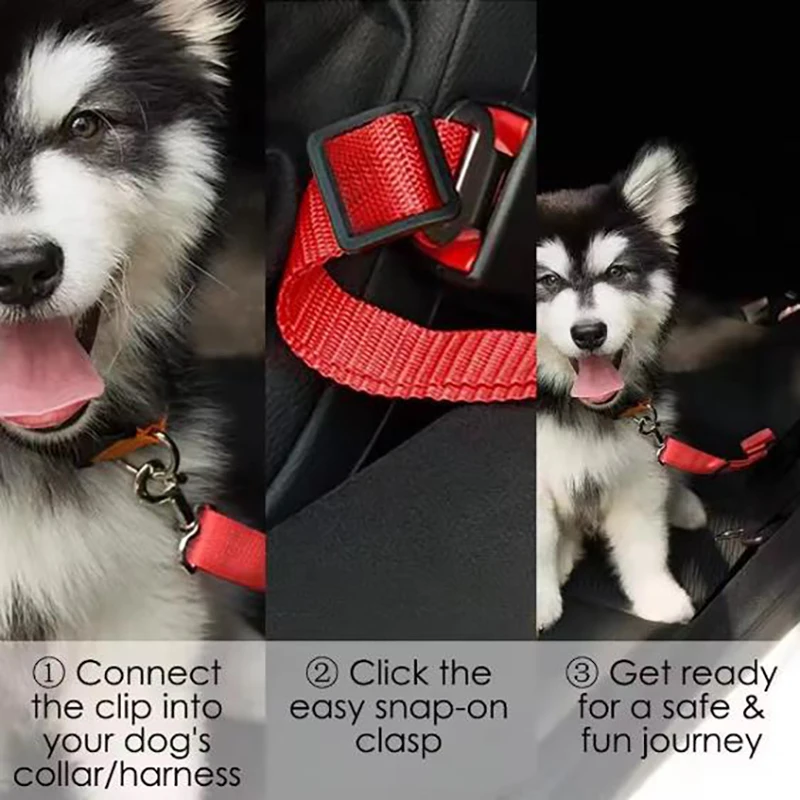 ① Connect
the clip into
your dog's
collar/harness
② Click the
easy snap-on
clasp
③ Get ready
for a safe &
fun journey